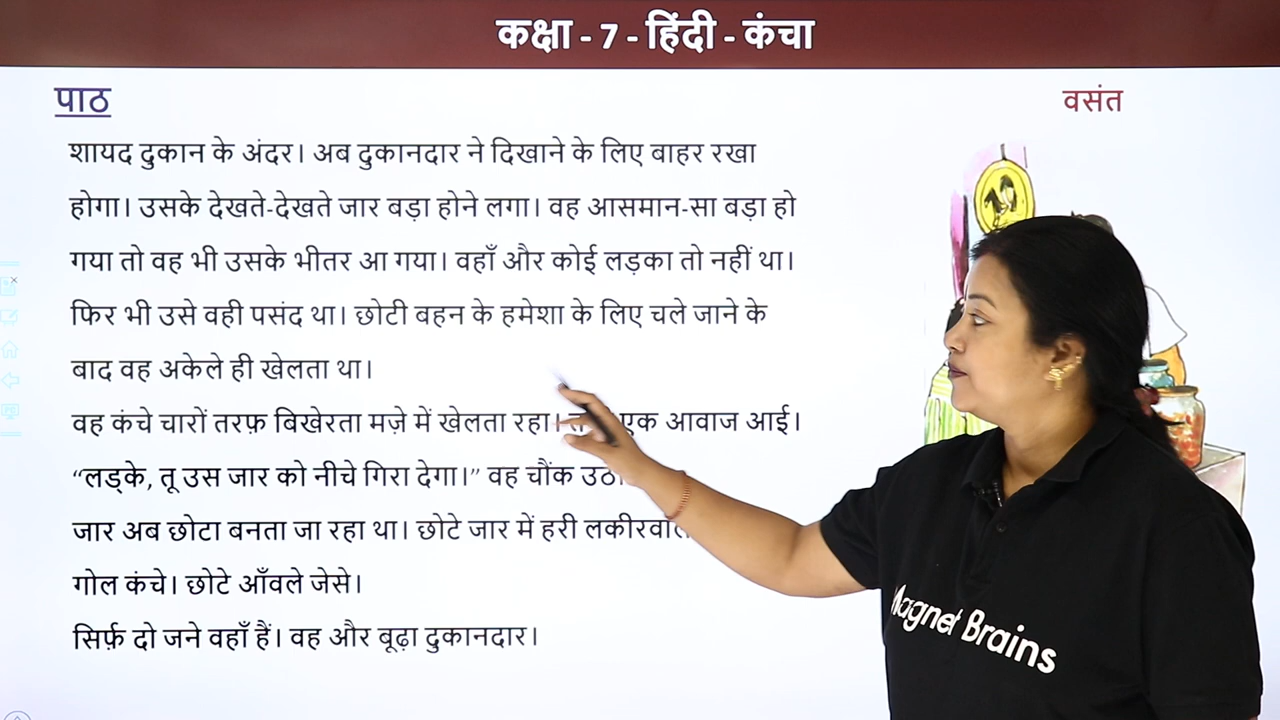 कक्षा - 7 - हिंदी - कंचा
पाठ
वसंत
शायद दुकान के अंदर। अब दुकानदार ने दिखाने के लिए बाहर रखा
होगा। उसके देखते-देखते जार बड़ा होने लगा। वह आसमान-सा बड़ा हो
गया तो वह भी उसके भीतर आ गया। वहाँ और कोई लड़का तो नहीं था।
फिर भी उसे वही पसंद था। छोटी बहन के हमेशा के लिए चले जाने के
बाद वह अकेले ही खेलता था।
वह कंचे चारों तरफ़ बिखेरता मज़े में खेलता रहा। एक आवाज आई।
“लड़्के, तू उस जार को नीचे गिरा देगा।” वह चौंक
जार अब छोटा बनता जा रहा था। छोटे जार में हरी
गोल कंचे। छोटे आँवले जेसे।
सिर्फ़ दो जने वहाँ हैं। वह और बूढ़ा दुकानदार।
Magnet Brains